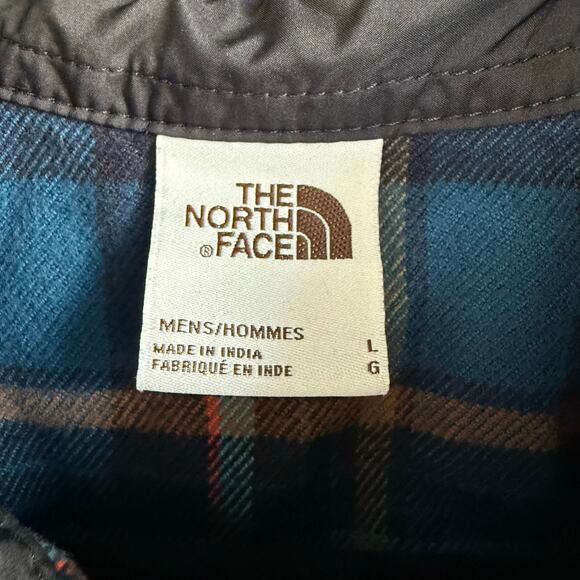 THE
NORTH
® FACE
MENS/HOMMES L
MADE IN INDIA
FABRIQUÉ EN INDE G